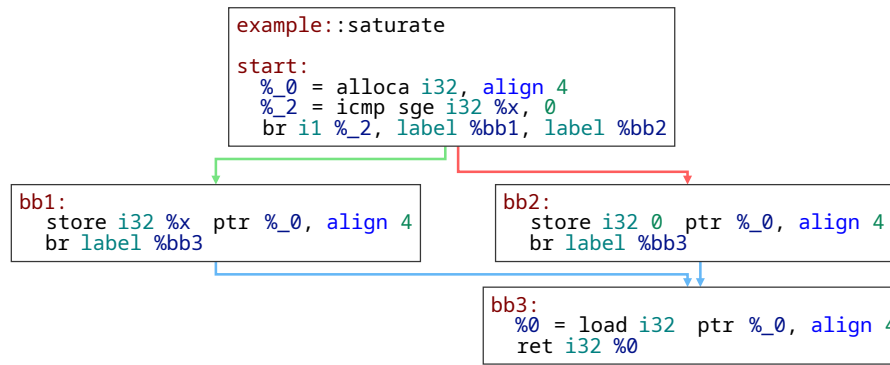 example::saturate
start:
%_0 = alloca i32, align 4
%_2 = icmp sge i32 %x, 0
br i1 %_2, label %bb1, label %bb2
bb1:
store i32 %x  ptr %_0, align 4
br label %bb3
bb2:
store i32 0  ptr %_0, align 4
br label %bb3
bb3:
%0 = load i32  ptr %_0, align 4
ret i32 %0